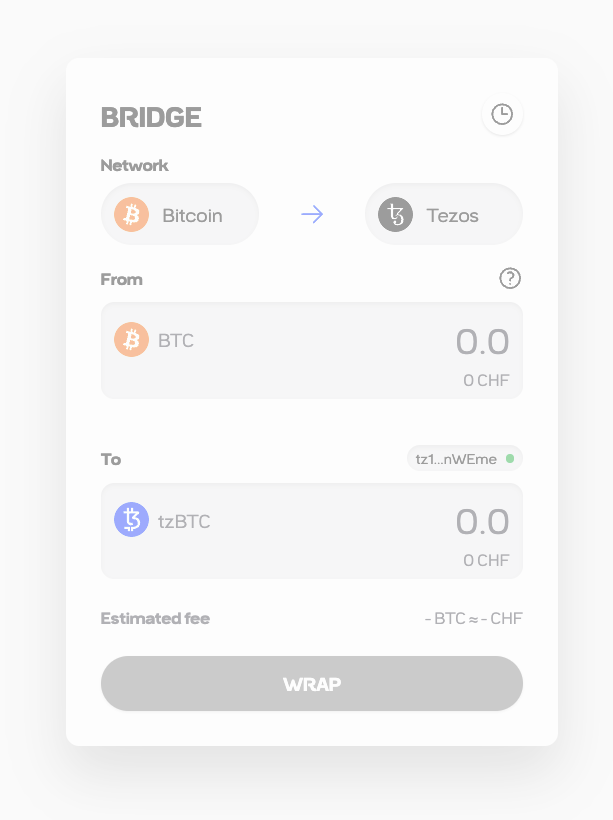 BRIDGE
Network
Bitcoin → Tezos
From
BTC 0.0
0 CHF
To tz1...nWEme
tzBTC 0.0
0 CHF
Estimated fee - BTC ≈ - CHF
WRAP